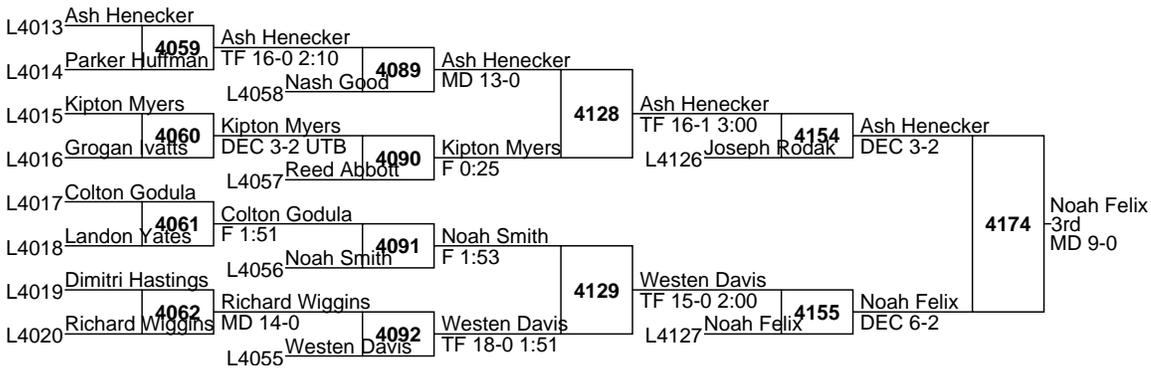 L4013 Ash Henecker
4059
L4014 Parker Huffman
Ash Henecker
TF 16-0 2:10
4089
L4058 Nash Good
L4015 Kipton Myers
4060
L4016 Grogan Ivatts
Kipton Myers
DEC 3-2 UTB
4090
L4057 Reed Abbott
Ash Henecker
MD 13-0
4128
Kipton Myers
F 0:25
L4017 Colton Godula
4061
L4018 Landon Yates
Colton Godula
F 1:51
4091
L4056 Noah Smith
L4019 Dimitri Hastings
4062
L4020 Richard Wiggins
Richard Wiggins
MD 14-0
4092
L4055 Westen Davis
Noah Smith
F 1:53
4129
Westen Davis
TF 18-0 1:51
Ash Henecker
TF 16-1 3:00
4154
L4126 Joseph Rodak
Westen Davis
TF 15-0 2:00
4155
L4127 Noah Felix
Ash Henecker
DEC 3-2
4174
Noah Felix
DEC 6-2
Noah Felix
3rd
MD 9-0